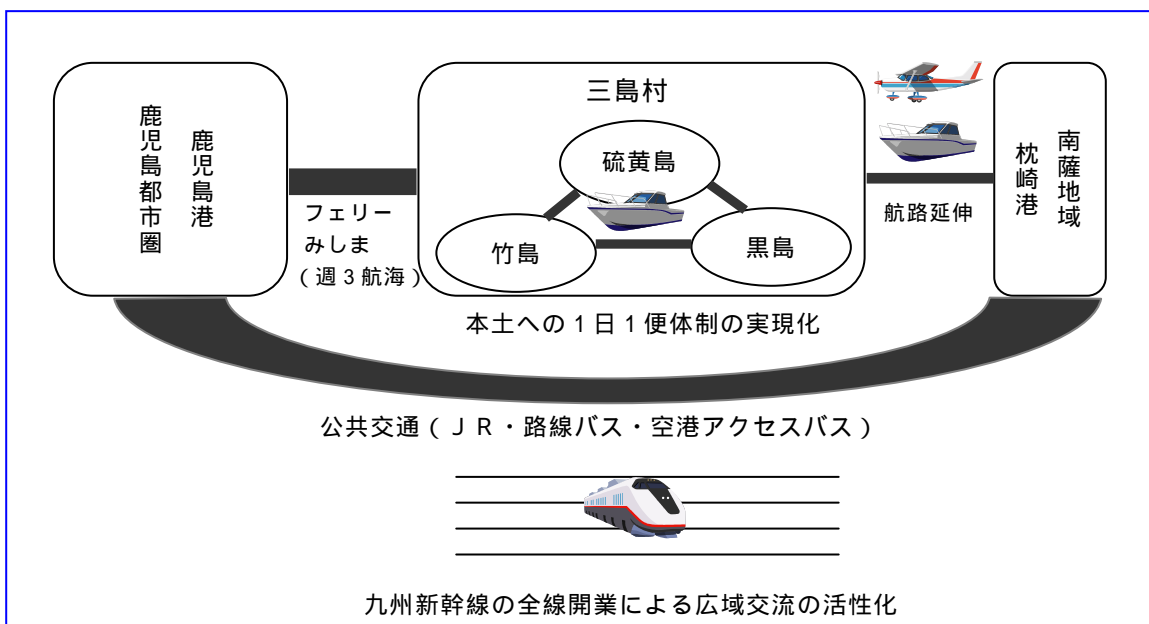 鹿児島港
鹿児島都市圏
フェリー
みしま
（週３航海）
三島村
硫黄島
竹島
黒島
航路延伸
南薩地域
枕崎港
本土への１日１便体制の実現化
公共交通（ＪＲ・路線バス・空港アクセスバス）
九州新幹線の全線開業による広域交流の活性化